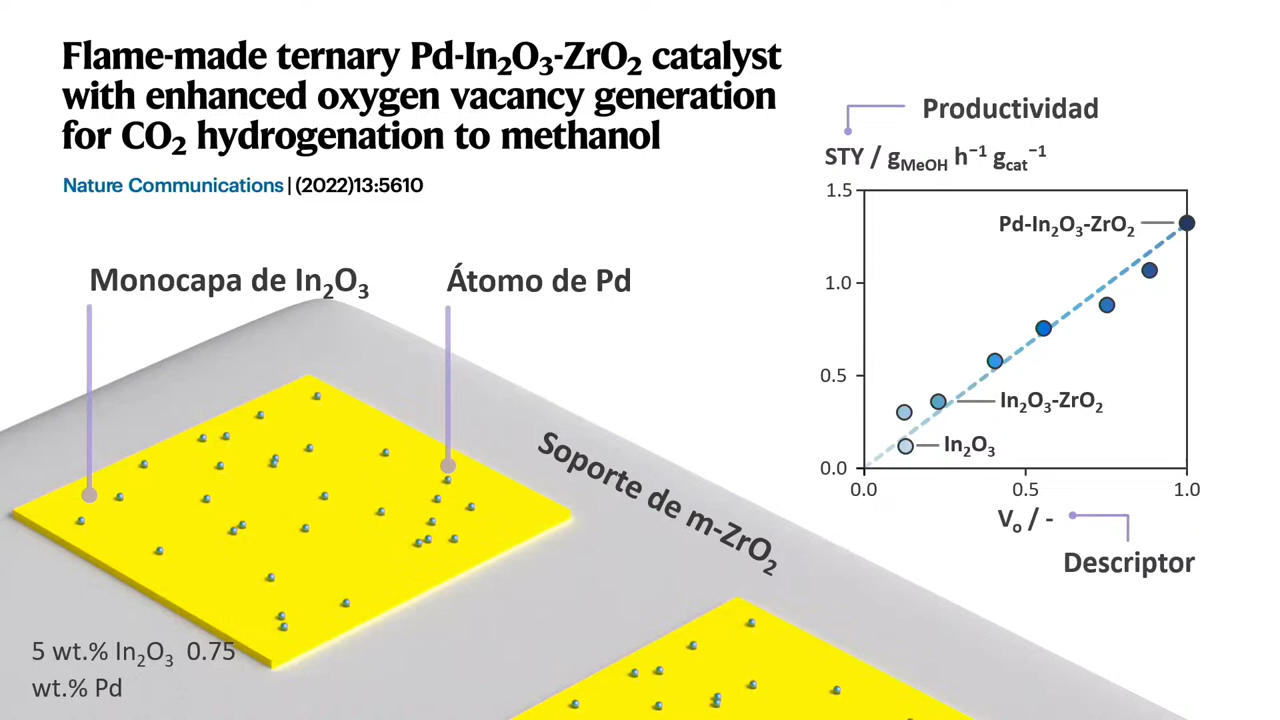 Flame-made ternary Pd-In₂O₃-ZrO₂ catalyst
with enhanced oxygen vacancy generation
for CO₂ hydrogenation to methanol
Nature Communications | (2022)13:5610
Monocapa de In₂O₃
Átomo de Pd
Soporte de m-ZrO₂
5 wt.% In₂O₃ 0.75
wt.% Pd
Productividad
STY / g_MeOH h⁻¹ g_cat⁻¹
1.5
1.0
0.5
0.0
Pd-In₂O₃-ZrO₂
In₂O₃-ZrO₂
In₂O₃
0.0 0.5 1.0
Vₒ / -
Descriptor